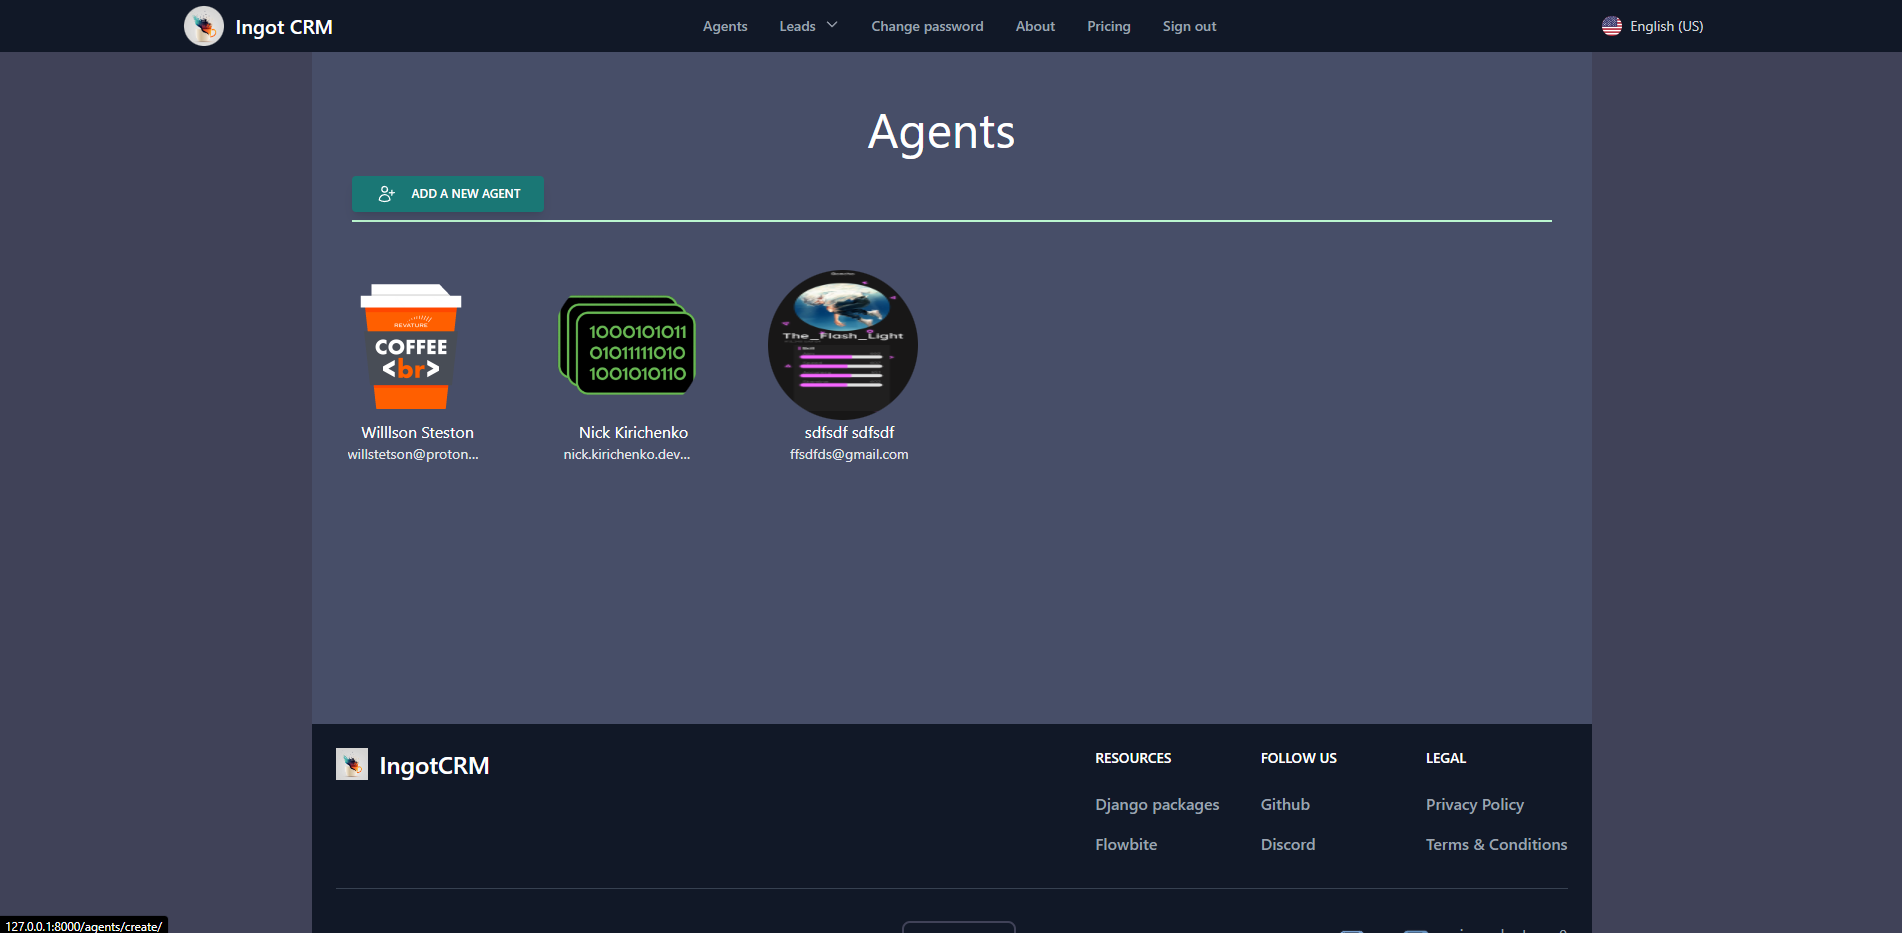 Ingot CRM
Agents
Leads
Change password
About
Pricing
Sign out
English (US)
Agents
ADD A NEW AGENT
REVATURE
COFFEE
<br>
1000101011
01011111010
1001010110
The_Flash_Light
Willlson Steston
willstetson@proton...
Nick Kirichenko
nick.kirichenko.dev...
sdfsdf sdfsdf
ffsdfds@gmail.com
IngotCRM
RESOURCES
Django packages
Flowbite
FOLLOW US
Github
Discord
LEGAL
Privacy Policy
Terms & Conditions
127.0.0.1:8000/agents/create/